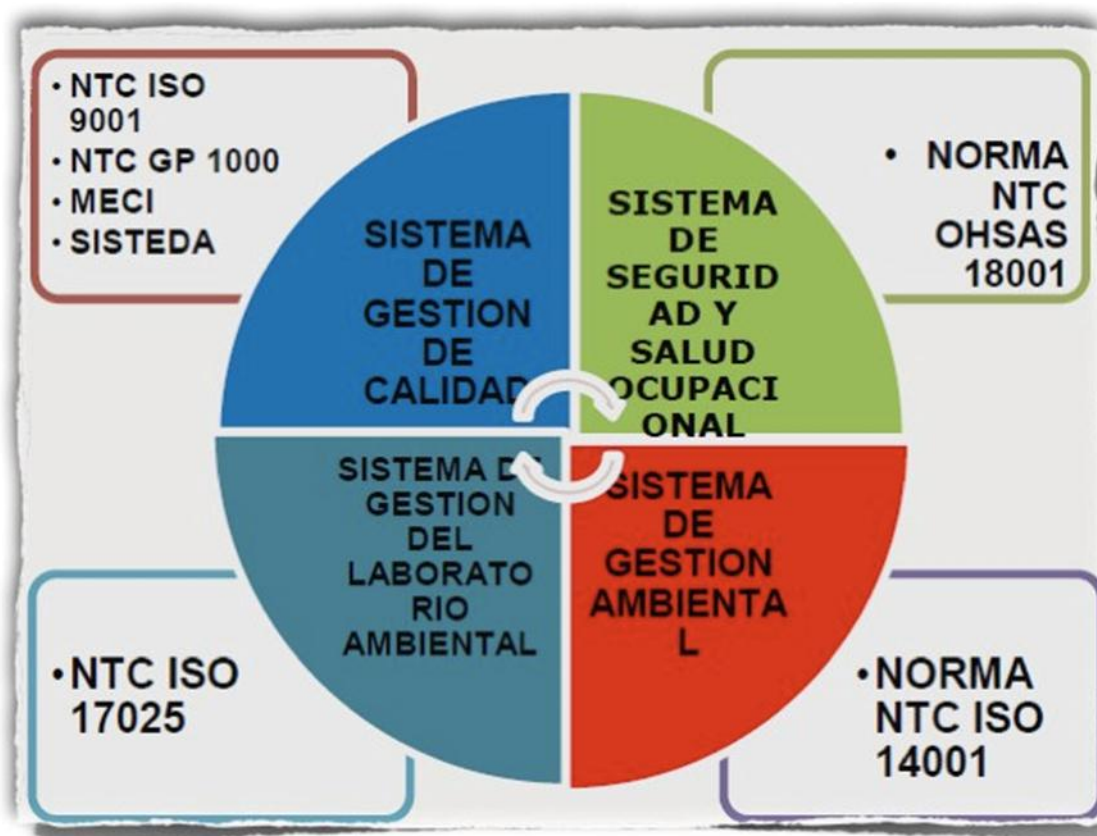 • NTC ISO
9001
• NTC GP 1000
• MECI
• SISTEDA
SISTEMA
DE
GESTION
DE
CALIDAD
SISTEMA
DE
SEGURID
AD Y
SALUD
OCUPACI
ONAL
• NORMA
NTC
OHSAS
18001
SISTEMA DE
GESTION
DEL
LABORATO
RIO
AMBIENTAL
SISTEMA
DE
GESTION
AMBIENTA
L
• NTC ISO
17025
• NORMA
NTC ISO
14001